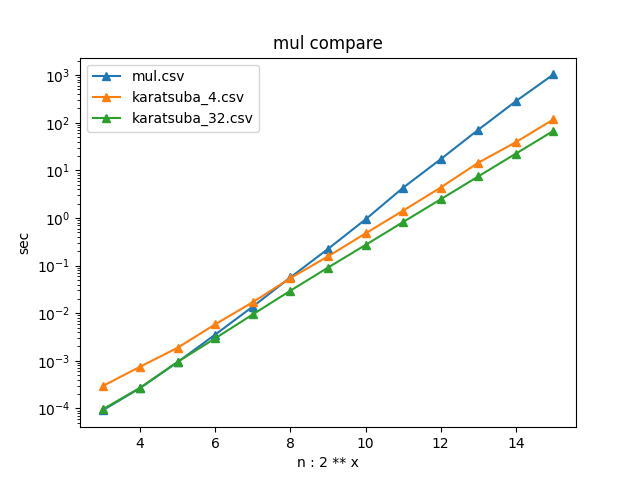 mul compare
mul.csv
karatsuba_4.csv
karatsuba_32.csv
10³
10²
10¹
10⁰
10⁻¹
10⁻²
10⁻³
10⁻⁴
sec
4 6 8 10 12 14
n : 2 ** x